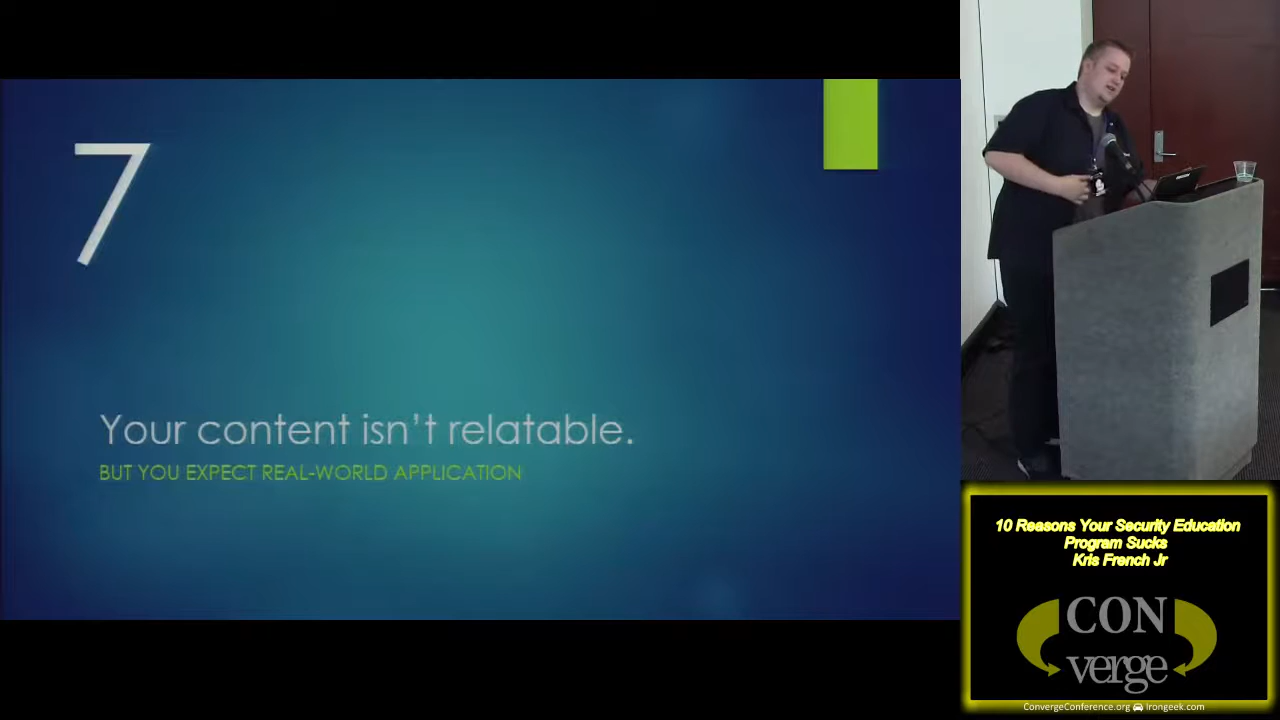 7
Your content isn't relatable.
BUT YOU EXPECT REAL-WORLD APPLICATION
10 Reasons Your Security Education
Program Sucks
Kris French Jr
CON
verge
ConvergeConference.org Irongeek.com